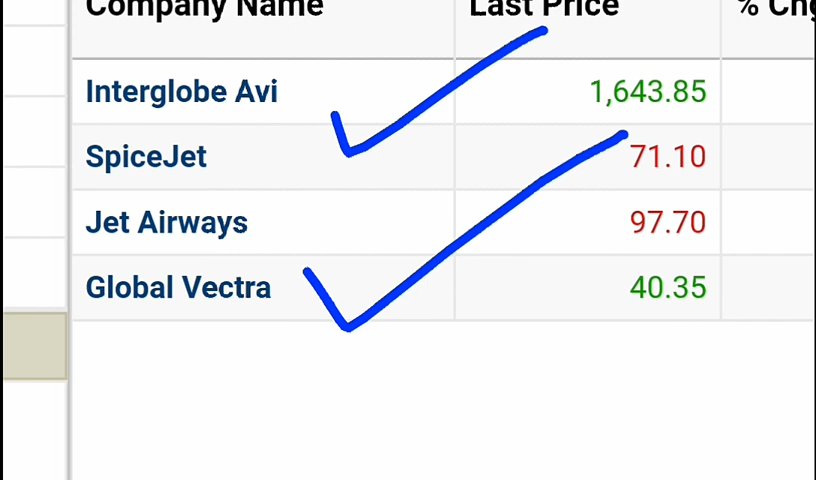 Company Name Last Price % Chg
Interglobe Avi 1,643.85
SpiceJet 71.10
Jet Airways 97.70
Global Vectra 40.35